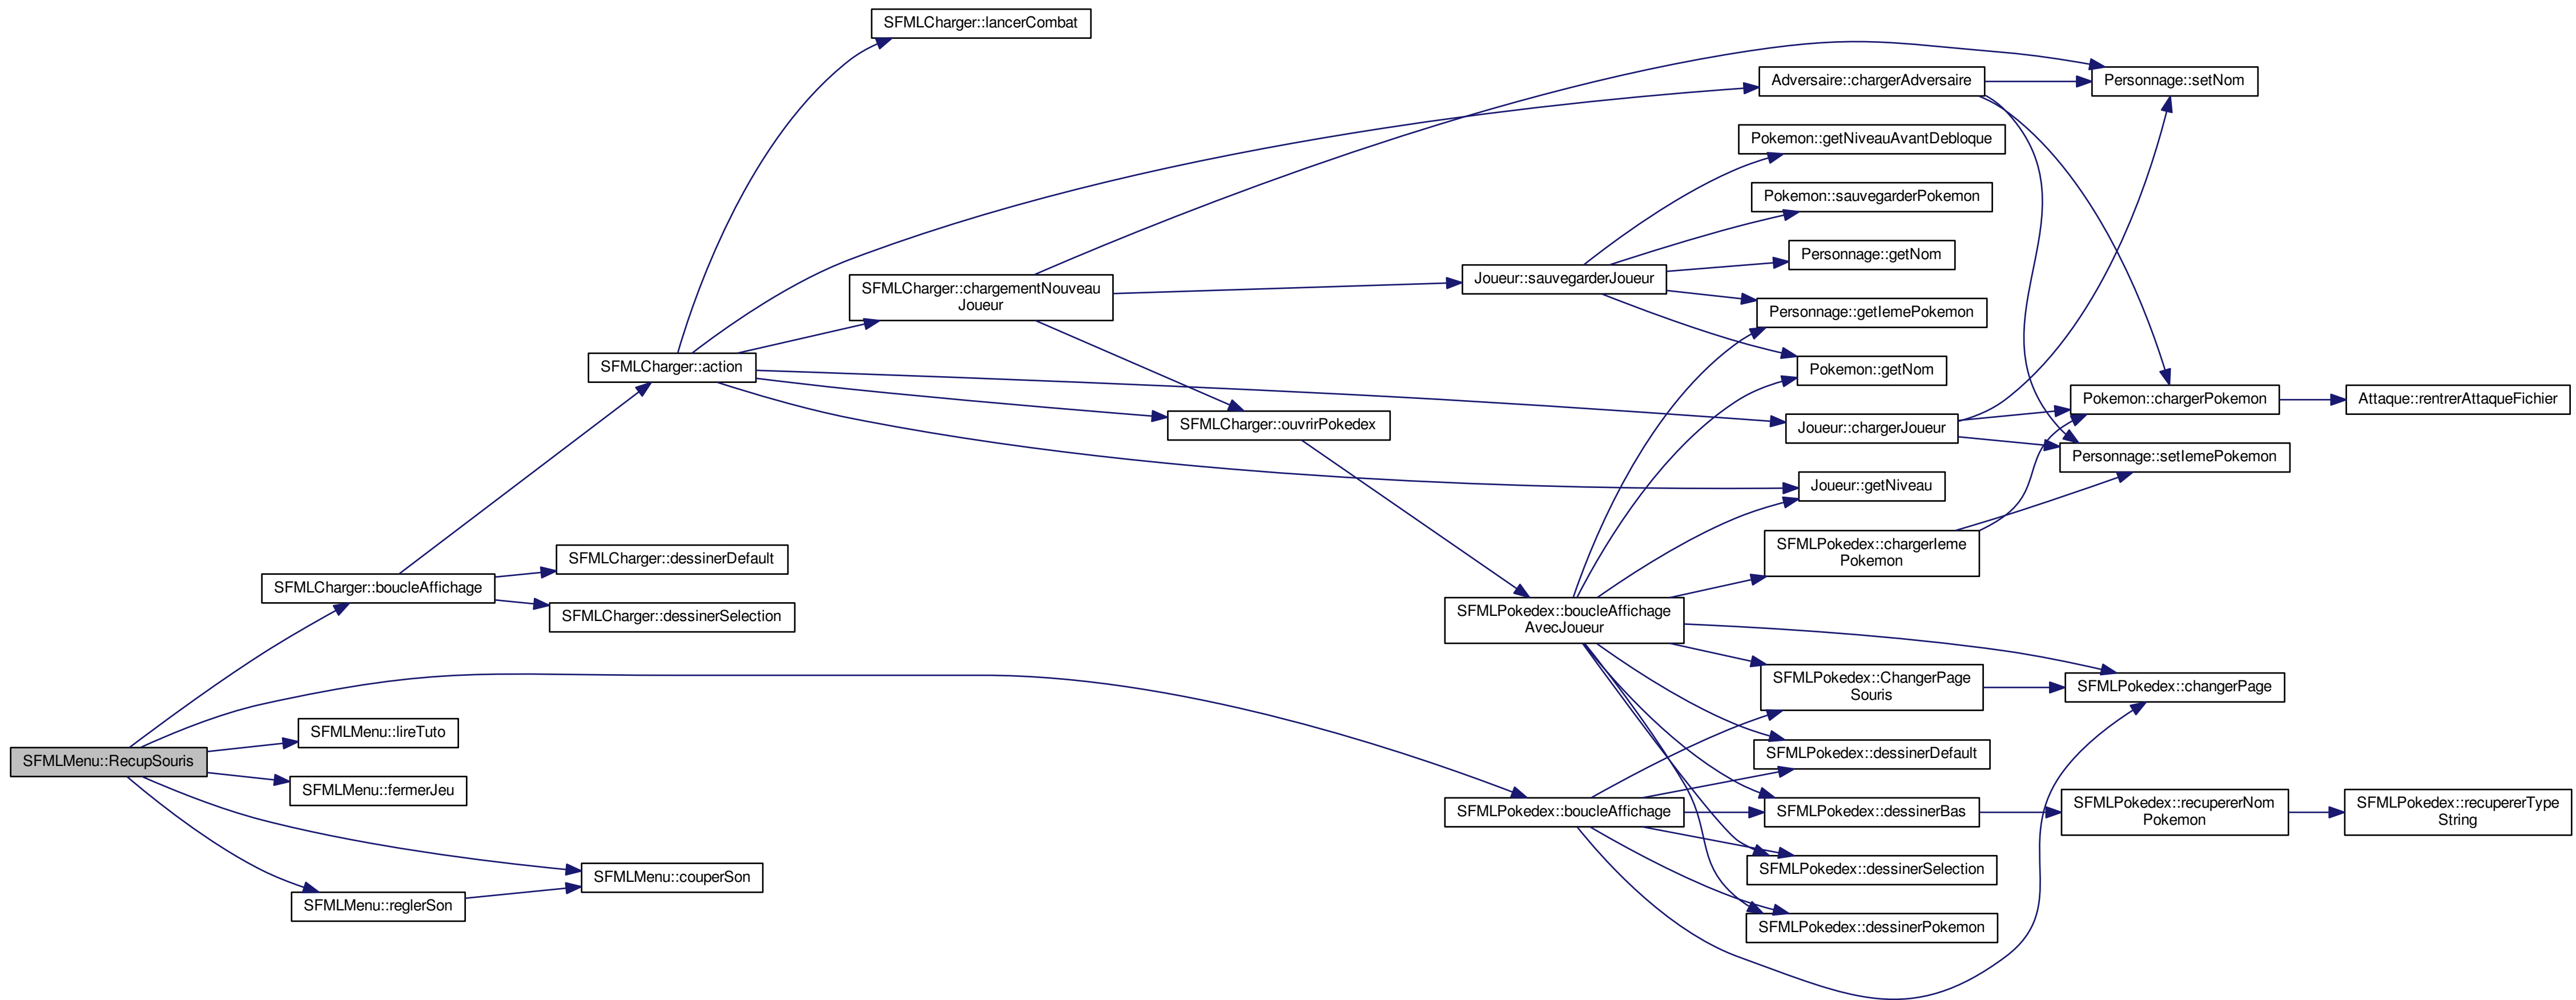 SFMLCharger::lancerCombat
Adversaire::chargerAdversaire
Personnage::setNom
Pokemon::getNiveauAvantDebloque
Pokemon::sauvegarderPokemon
Personnage::getNom
SFMLCharger::chargementNouveau
Joueur
Joueur::sauvegarderJoueur
Personnage::getIemePokemon
SFMLCharger::action
Pokemon::getNom
Pokemon::chargerPokemon
Attaque::rentrerAttaqueFichier
SFMLCharger::ouvrirPokedex
Joueur::chargerJoueur
Personnage::setIemePokemon
Joueur::getNiveau
SFMLPokedex::chargerIeme
Pokemon
SFMLCharger::dessinerDefault
SFMLCharger::boucleAffichage
SFMLCharger::dessinerSelection
SFMLPokedex::boucleAffichage
AvecJoueur
SFMLPokedex::ChangerPage
Souris
SFMLPokedex::changerPage
SFMLMenu::lireTuto
SFMLPokedex::dessinerDefault
SFMLMenu::RecupSouris
SFMLMenu::fermerJeu
SFMLPokedex::boucleAffichage
SFMLPokedex::dessinerBas
SFMLPokedex::recupererNom
Pokemon
SFMLPokedex::recupererType
String
SFMLMenu::couperSon
SFMLPokedex::dessinerSelection
SFMLMenu::reglerSon
SFMLPokedex::dessinerPokemon